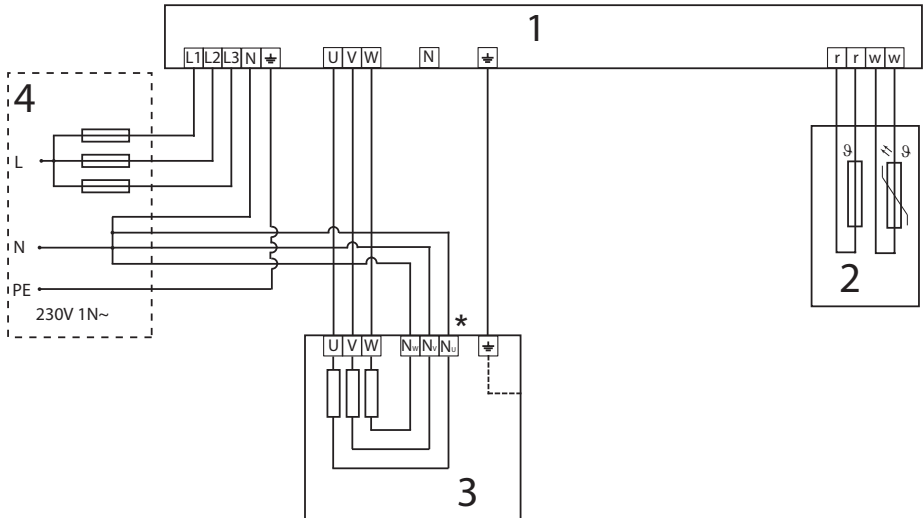 1
L1 L2 L3 N ⏚ U V W N ⏚ r r w w
4
L
ϑ ϑ
N
PE
2
230V 1N~
*
U V W Nw Nv Nu ⏚
3